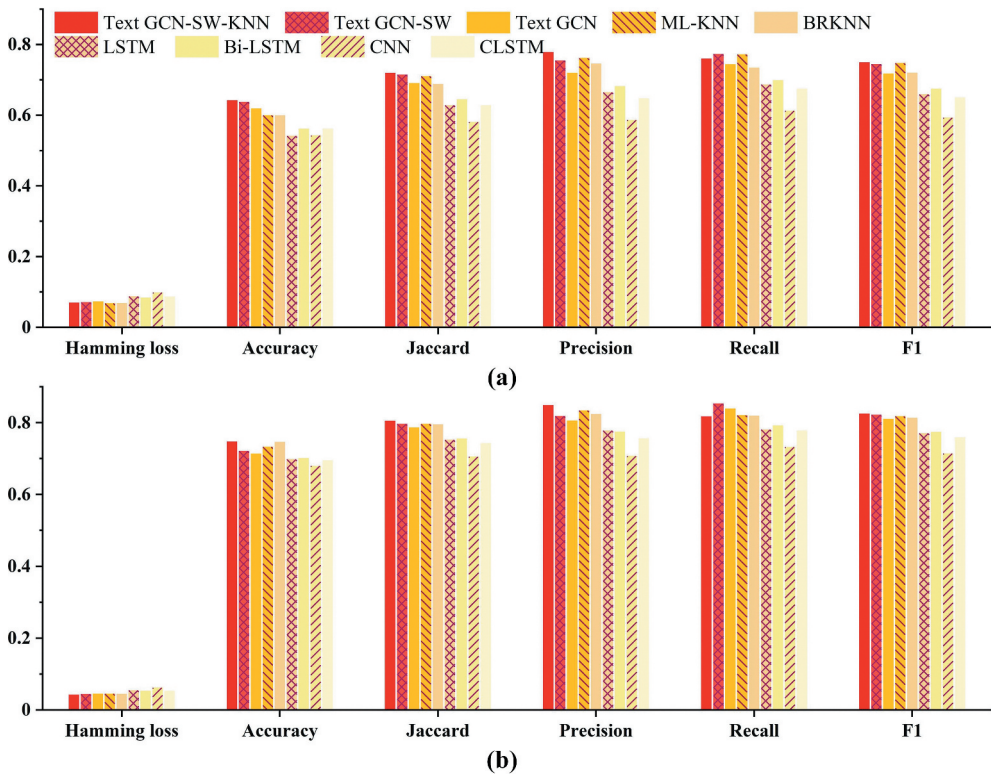 Text GCN-SW-KNN Text GCN-SW Text GCN ML-KNN BRKNN
LSTM Bi-LSTM CNN CLSTM
0.8
0.6
0.4
0.2
0
Hamming loss Accuracy Jaccard Precision Recall F1
(a)
0.8
0.6
0.4
0.2
0
Hamming loss Accuracy Jaccard Precision Recall F1
(b)